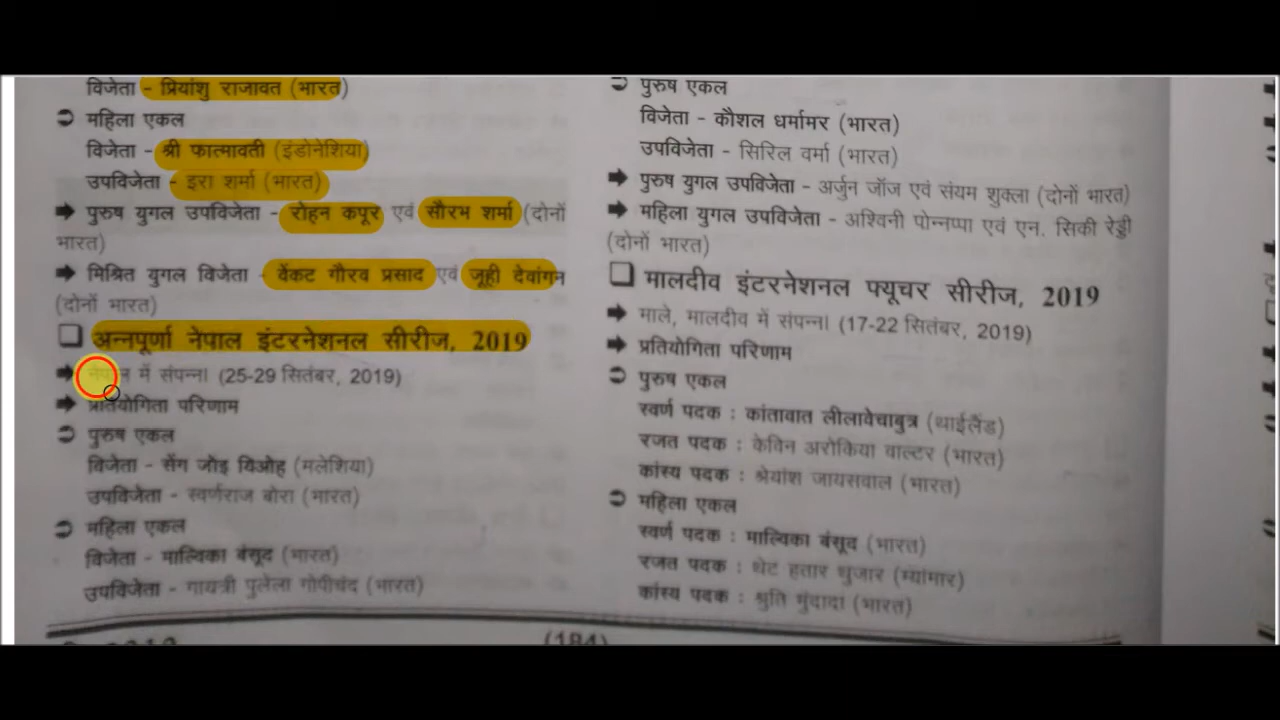 विजेता - प्रियांशु राजावत (भारत)
➲ महिला एकल
विजेता - श्री फात्मावती (इंडोनेशिया)
उपविजेता - इरा शर्मा (भारत)
➡ पुरुष युगल उपविजेता - रोहन कपूर एवं सौरभ शर्मा (दोनों
भारत)
➡ मिश्रित युगल विजेता - वेंकट गौरव प्रसाद एवं जूही देवांगन
(दोनों भारत)
❑ अन्नपूर्णा नेपाल इंटरनेशनल सीरीज, 2019
➡ नेपाल में संपन्न। (25-29 सितंबर, 2019)
➡ प्रतियोगिता परिणाम
➲ पुरुष एकल
विजेता - सेंग जोइ यिओह (मलेशिया)
उपविजेता - स्वर्णराज बोरा (भारत)
➲ महिला एकल
विजेता - माल्विका बंसूद (भारत)
उपविजेता - गायत्री पुलेला गोपीचंद (भारत)
➲ पुरुष एकल
विजेता - कौशल धर्मामर (भारत)
उपविजेता - सिरिल वर्मा (भारत)
➡ पुरुष युगल उपविजेता - अर्जुन जॉज एवं संयम शुक्ला (दोनों भारत)
➡ महिला युगल उपविजेता - अश्विनी पोन्नप्पा एवं एन. सिकी रेड्डी
(दोनों भारत)
❑ मालदीव इंटरनेशनल फ्यूचर सीरीज, 2019
➡ माले, मालदीव में संपन्न। (17-22 सितंबर, 2019)
➡ प्रतियोगिता परिणाम
➲ पुरुष एकल
स्वर्ण पदक : कांतावात लीलावेचाबुत्र (थाईलैंड)
रजत पदक : केविन अरोकिया वाल्टर (भारत)
कांस्य पदक : श्रेयांश जायसवाल (भारत)
➲ महिला एकल
स्वर्ण पदक : माल्विका बंसूद (भारत)
रजत पदक : थेट हतार थुजार (म्यांमार)
कांस्य पदक : श्रुति मुंदादा (भारत)
(184)